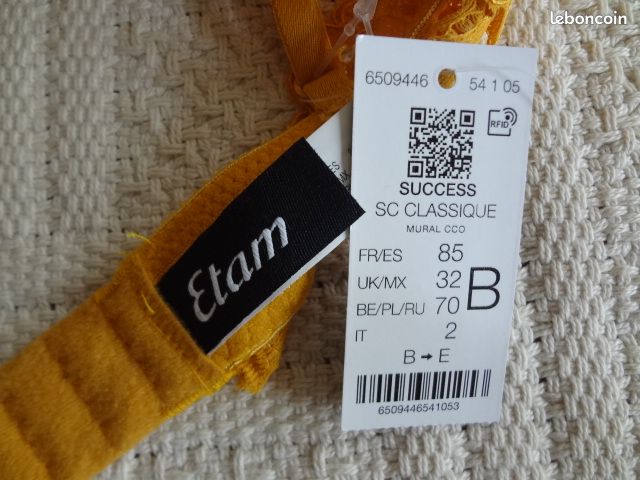 leboncoin
6509446 54 1 05
RFID
SUCCESS
SC CLASSIQUE
MURAL CCO
FR/ES 85
UK/MX 32 B
BE/PL/RU 70
IT 2
B → E
6509446541053
Etam